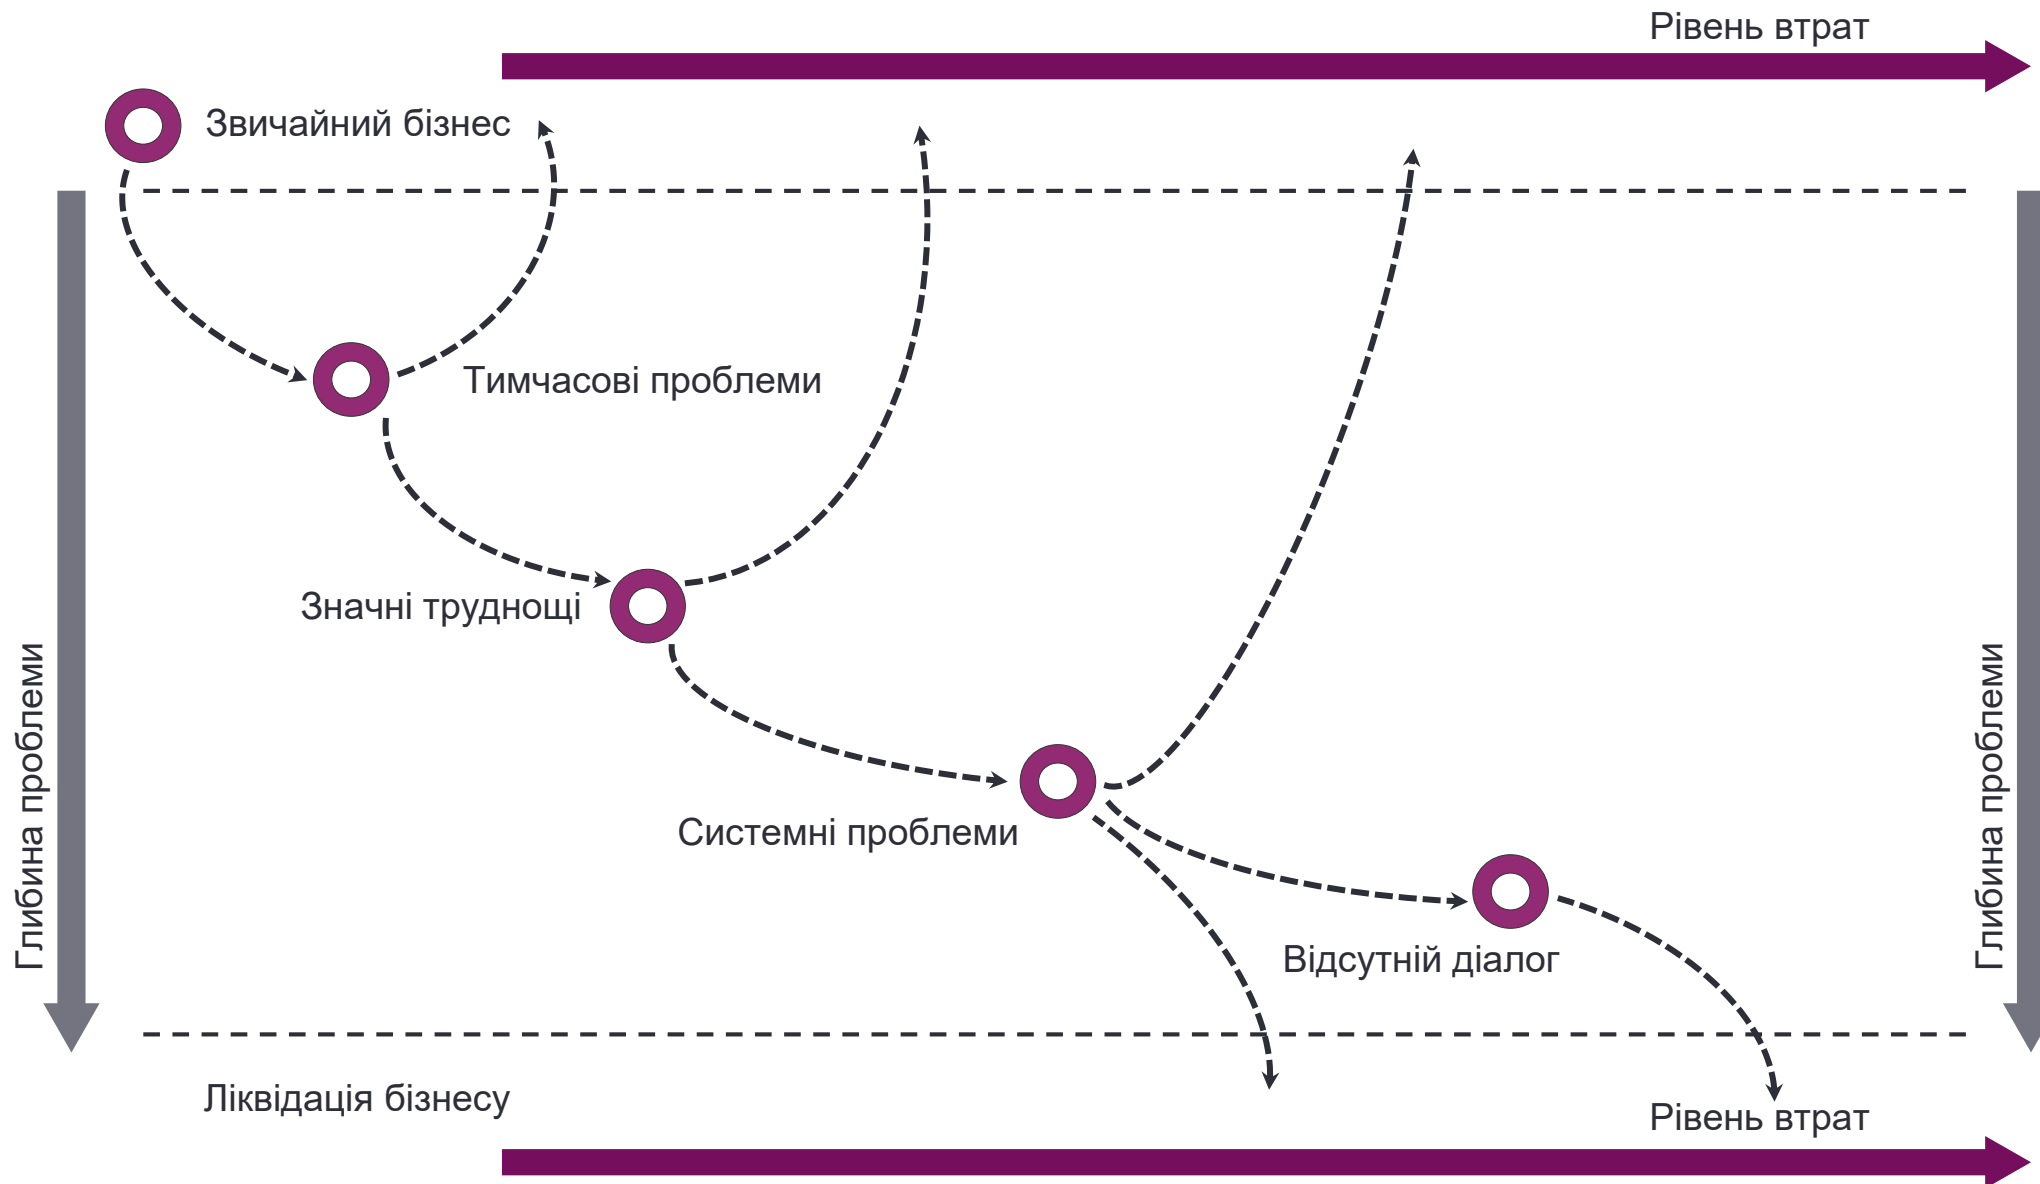 Рівень втрат
Звичайний бізнес
Тимчасові проблеми
Значні труднощі
Глибина проблеми
Глибина проблеми
Системні проблеми
Відсутній діалог
Ліквідація бізнесу
Рівень втрат